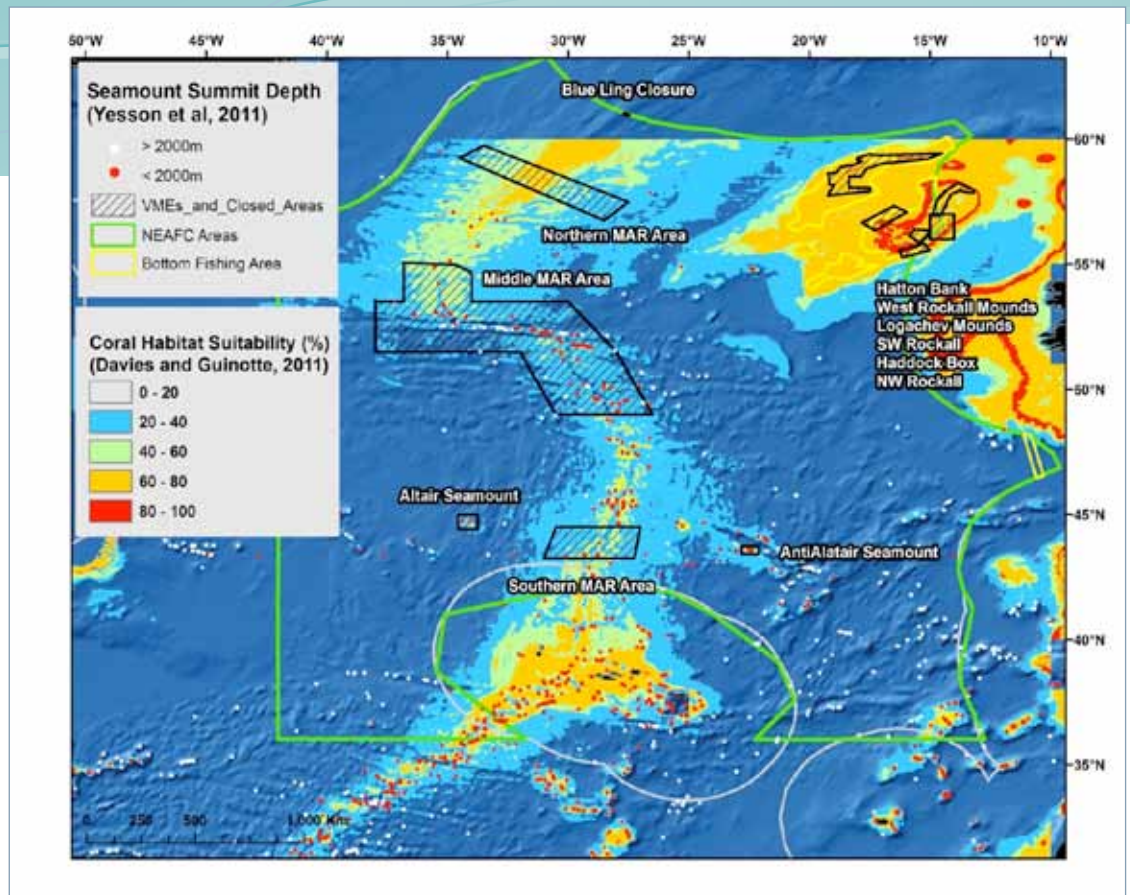 50°W 45°W 40°W 35°W 30°W 25°W 20°W 15°W 10°W
Seamount Summit Depth
(Yesson et al, 2011)
> 2000m
< 2000m
VMEs_and_Closed_Areas
NEAFC Areas
Bottom Fishing Area
Coral Habitat Suitability (%)
(Davies and Guinotte, 2011)
0 - 20
20 - 40
40 - 60
60 - 80
80 - 100
Blue Ling Closure
60°N
Northern MAR Area
55°N
Middle MAR Area
Hatton Bank
West Rockall Mounds
Logachev Mounds
SW Rockall
Haddock Box
NW Rockall
50°N
Altair Seamount
45°N
AntiAlatair Seamount
Southern MAR Area
40°N
35°N
0 250 500 1,000 Kms